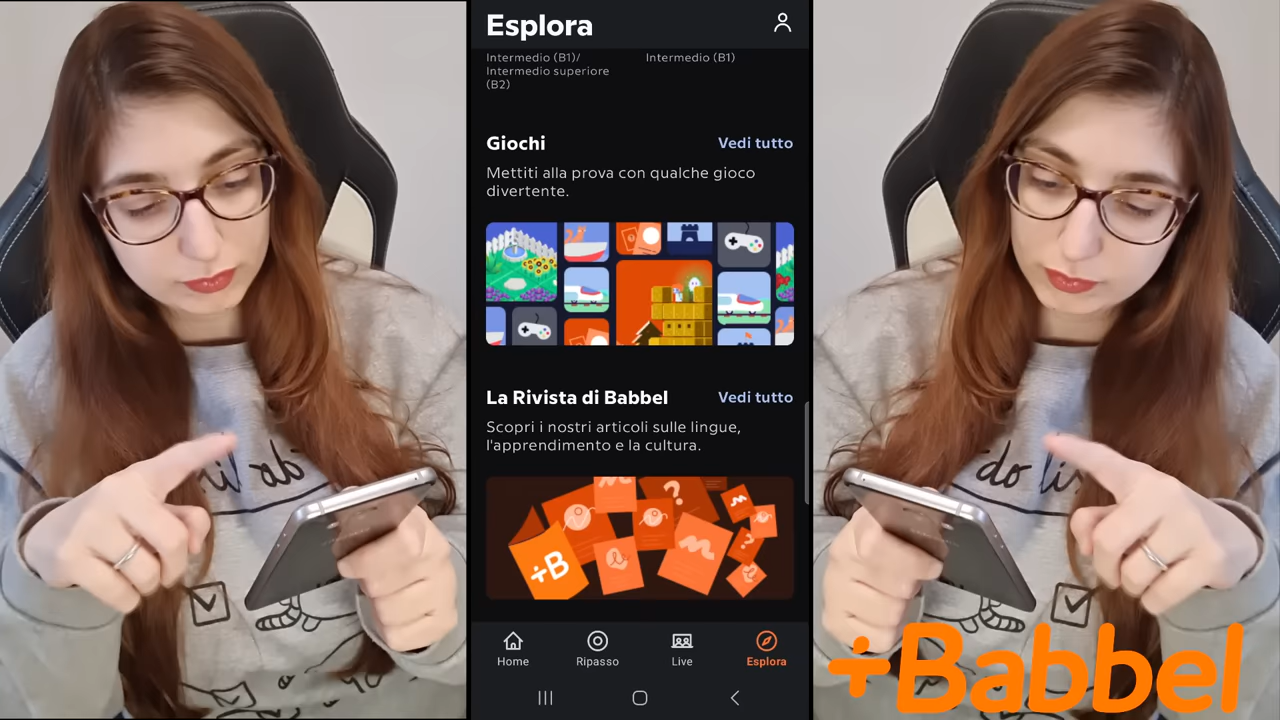 Esplora
Intermedio (B1)/
Intermedio superiore
(B2)
Intermedio (B1)
Giochi
Vedi tutto
Mettiti alla prova con qualche gioco
divertente.
La Rivista di Babbel
Vedi tutto
Scopri i nostri articoli sulle lingue,
l'apprendimento e la cultura.
+B
Home
Ripasso
Live
Esplora
+Babbel